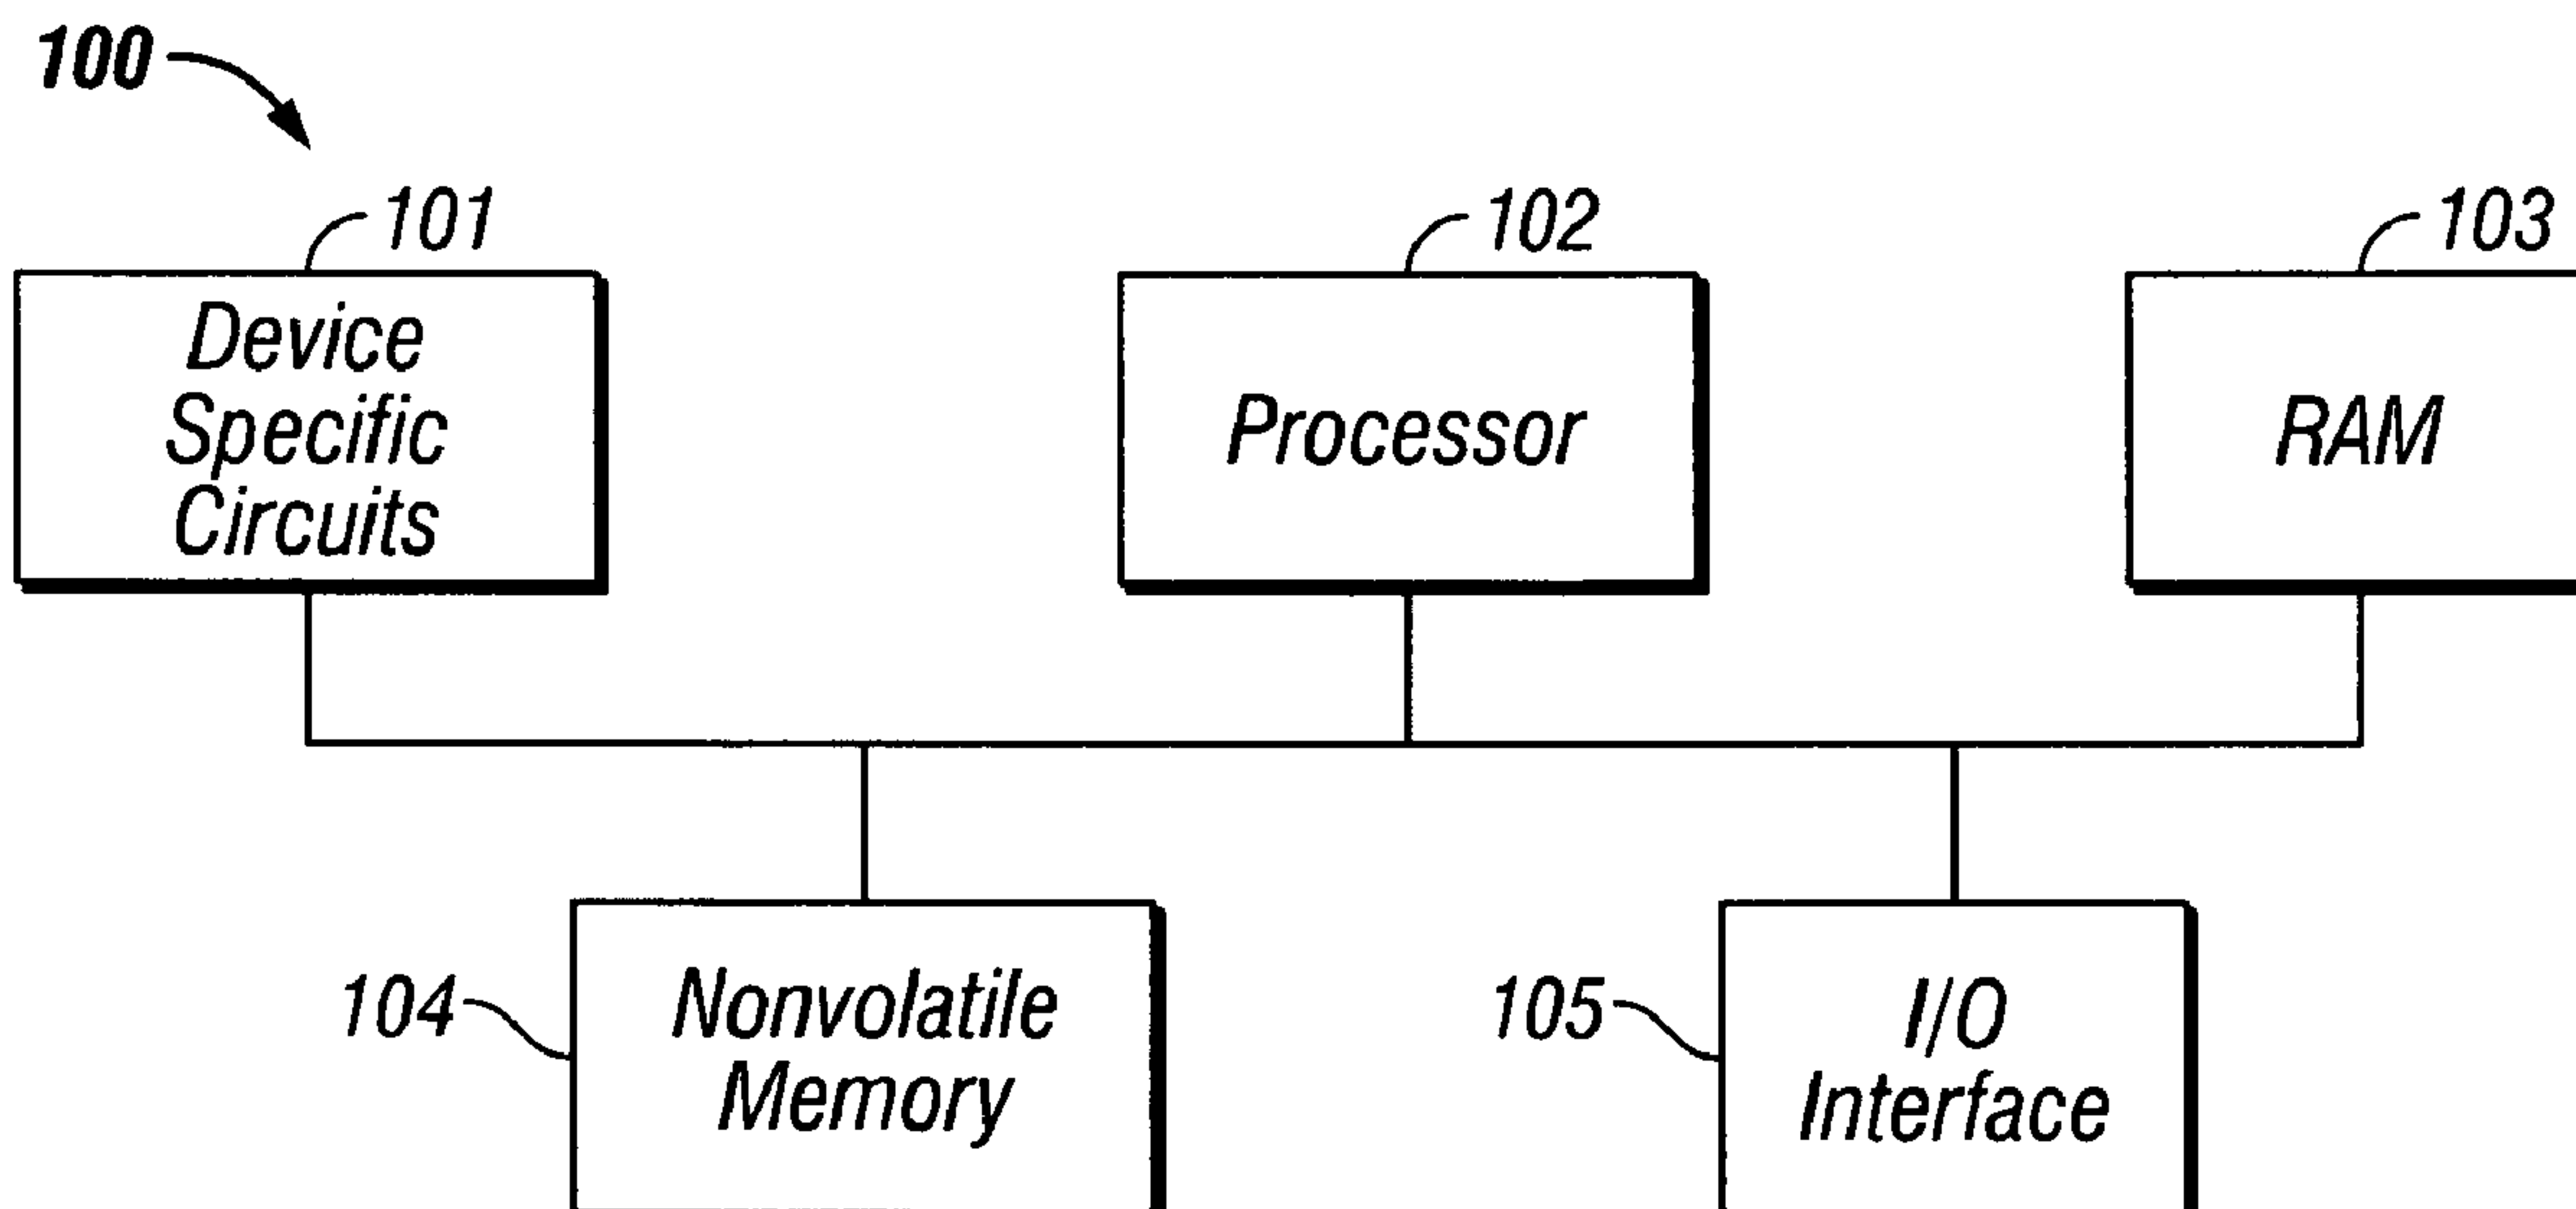 100
101
102
103
Device
Specific
Circuits
Processor
RAM
104
Nonvolatile
Memory
105
I/O
Interface